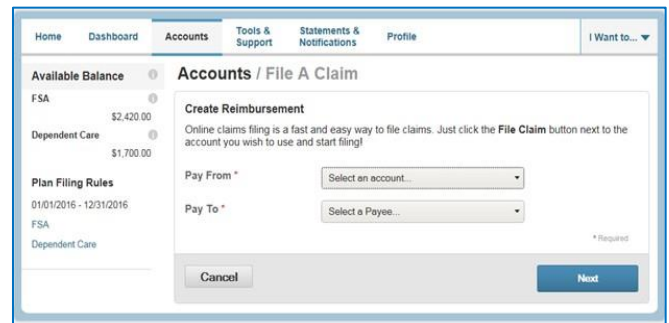 Home Dashboard Accounts Tools & Support Statements & Notifications Profile I Want to...
Available Balance
FSA
$2,420.00
Dependent Care
$1,700.00
Plan Filing Rules
01/01/2016 - 12/31/2016
FSA
Dependent Care
Accounts / File A Claim
Create Reimbursement
Online claims filing is a fast and easy way to file claims. Just click the File Claim button next to the
account you wish to use and start filing!
Pay From *
Select an account...
Pay To *
Select a Payee...
* Required
Cancel
Next